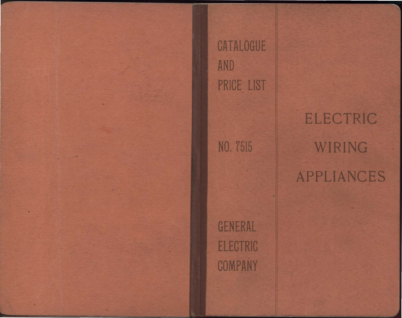 CATALOGUE
AND
PRICE LIST
NO. 7515
GENERAL
ELECTRIC
COMPANY
ELECTRIC
WIRING
APPLIANCES